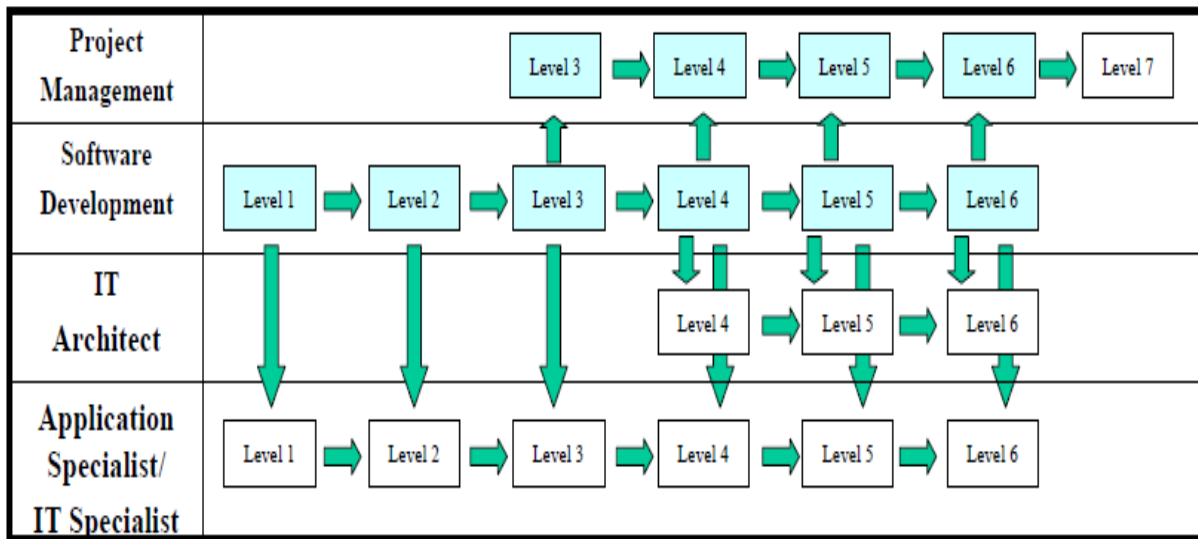 Project
Management
Level 3
Level 4
Level 5
Level 6
Level 7
Software
Development
Level 1
Level 2
Level 3
Level 4
Level 5
Level 6
IT
Architect
Level 4
Level 5
Level 6
Application
Specialist/
IT Specialist
Level 1
Level 2
Level 3
Level 4
Level 5
Level 6